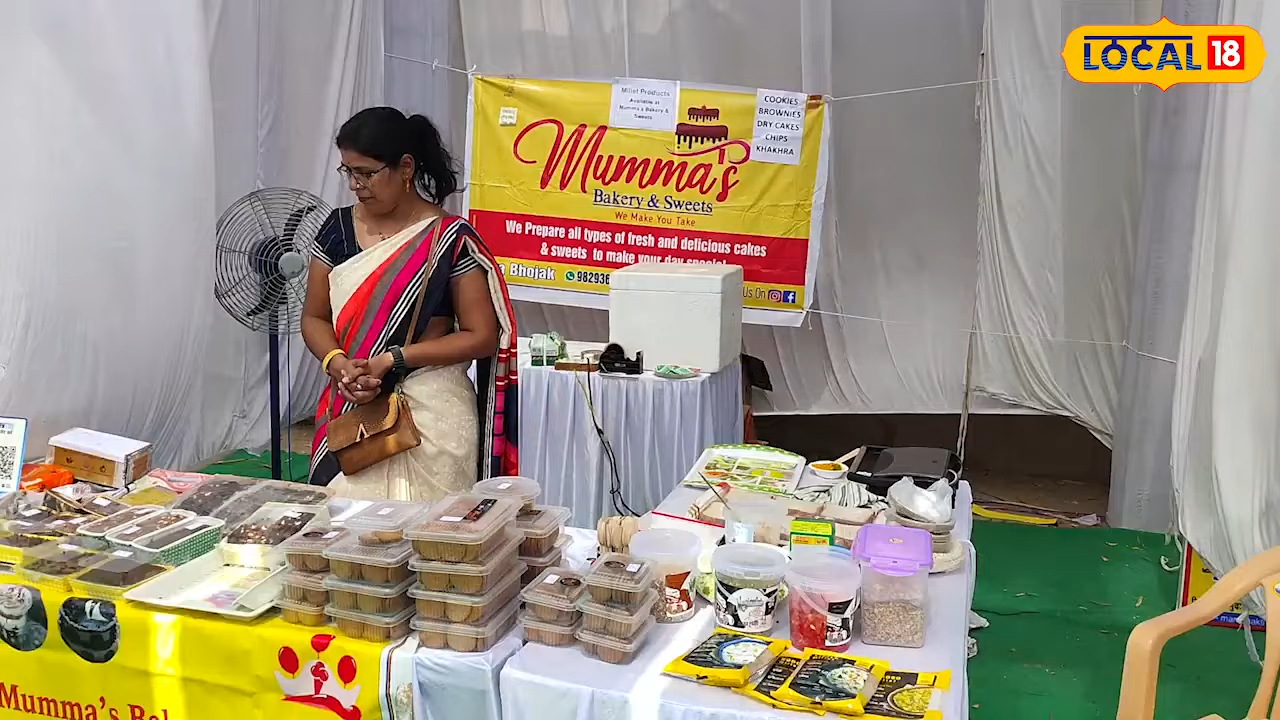 LOCAL 18
Millet Products
Available at
Mumma's Bakery &
Sweets
COOKIES
BROWNIES
DRY CAKES
CHIPS
KHAKHRA
Mumma's
Bakery & Sweets
We Make You Take
We Prepare all types of fresh and delicious cakes
& sweets to make your day special
Bhojak 98293
Us On
Mumma's